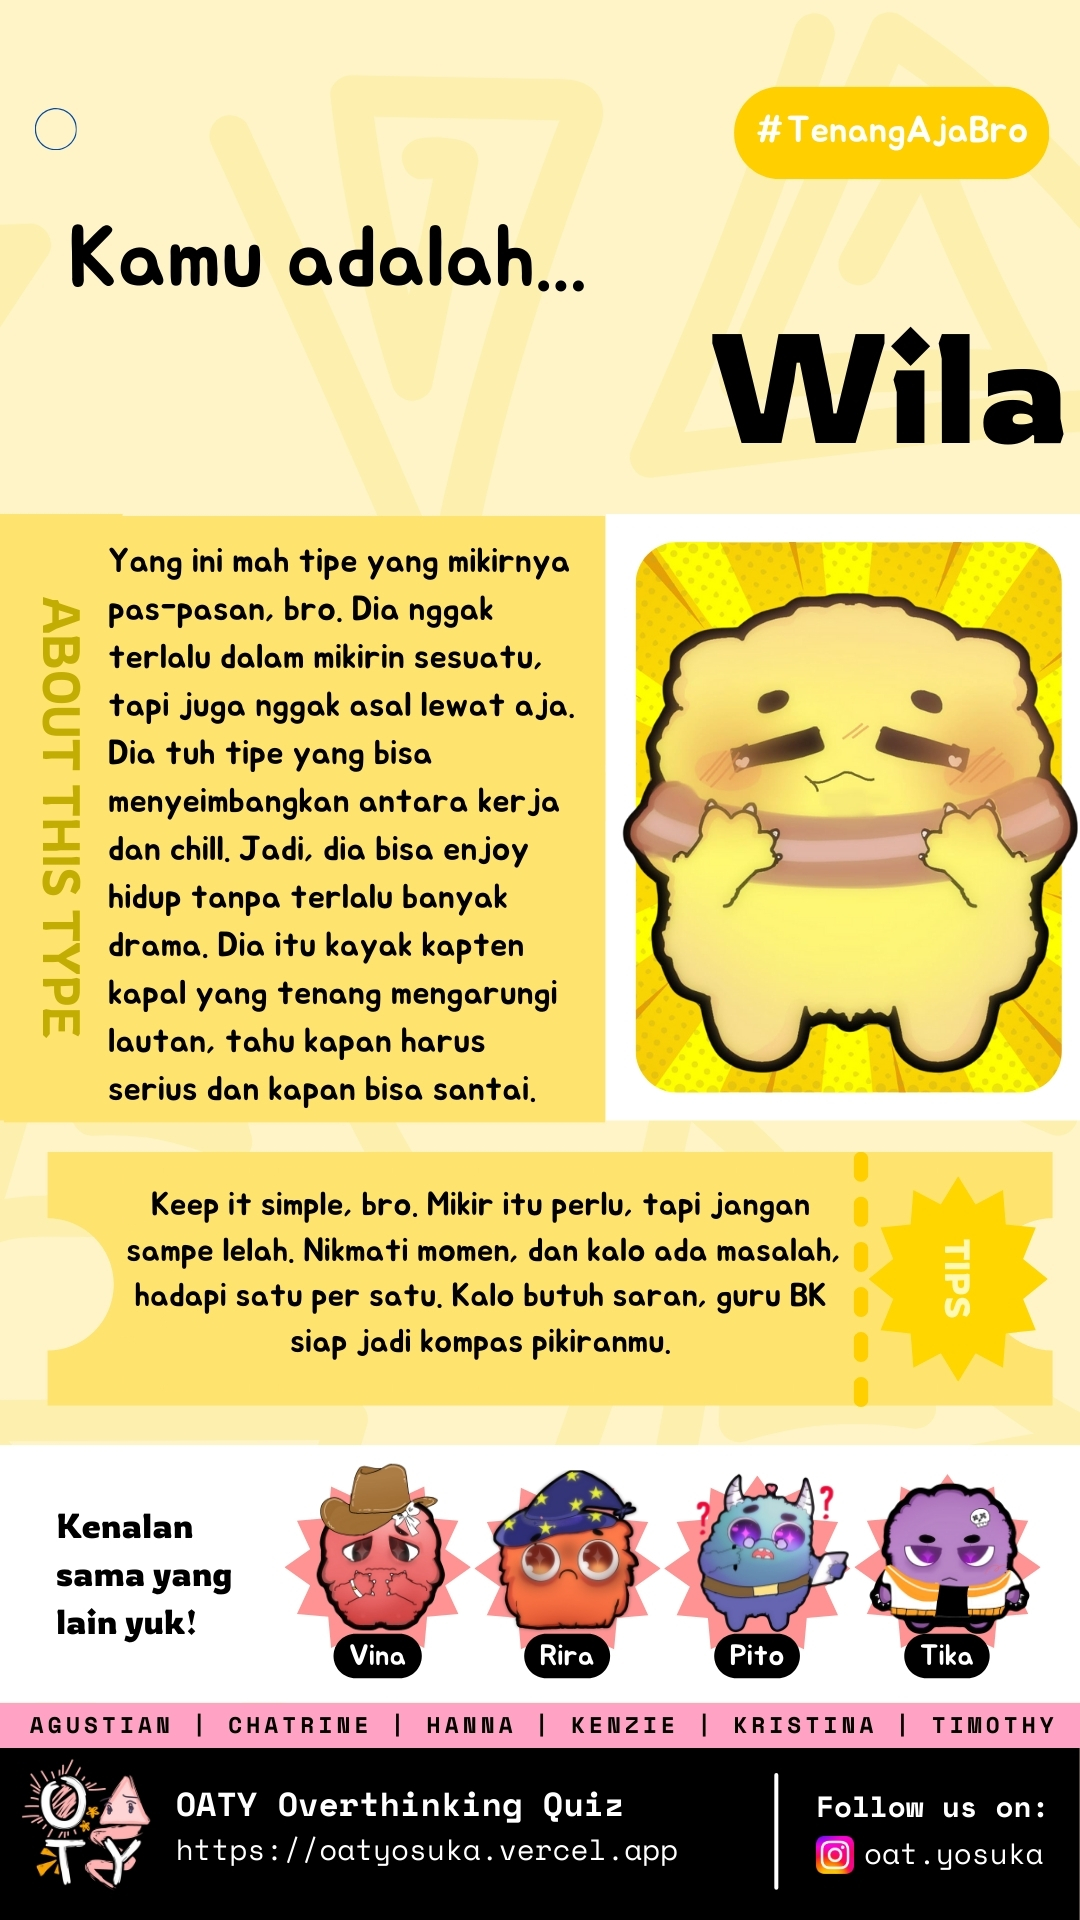 #TenangAjaBro
Kamu adalah...
Wila
ABOUT THIS TYPE
Yang ini mah tipe yang mikirnya
pas-pasan, bro. Dia nggak
terlalu dalam mikirin sesuatu,
tapi juga nggak asal lewat aja.
Dia tuh tipe yang bisa
menyeimbangkan antara kerja
dan chill. Jadi, dia bisa enjoy
hidup tanpa terlalu banyak
drama. Dia itu kayak kapten
kapal yang tenang mengarungi
lautan, tahu kapan harus
serius dan kapan bisa santai.
Keep it simple, bro. Mikir itu perlu, tapi jangan
sampe lelah. Nikmati momen, dan kalo ada masalah,
hadapi satu per satu. Kalo butuh saran, guru BK
siap jadi kompas pikiranmu.
TIPS
Kenalan
sama yang
lain yuk!
? ?
Vina
Rira
Pito
Tika
AGUSTIAN | CHATRINE | HANNA | KENZIE | KRISTINA | TIMOTHY
OATY
OATY Overthinking Quiz
https://oatyosuka.vercel.app
Follow us on:
oat.yosuka